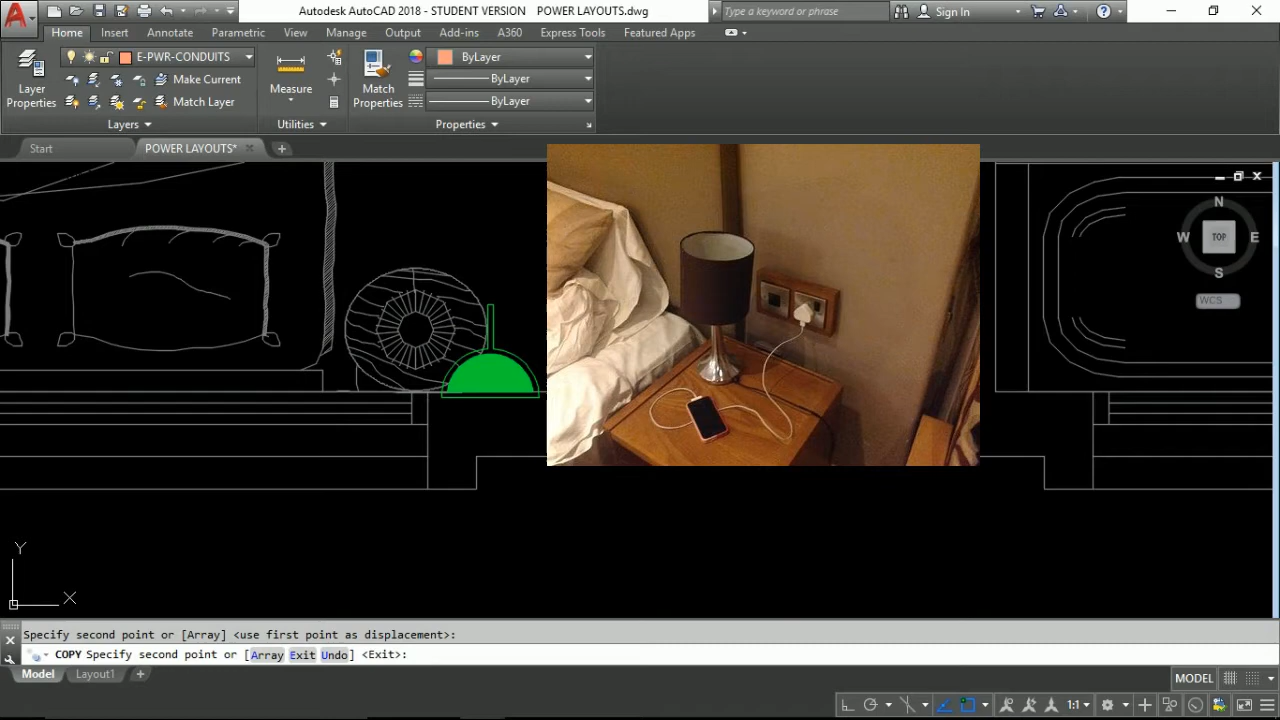 Autodesk AutoCAD 2018 - STUDENT VERSION POWER LAYOUTS.dwg
Type a keyword or phrase
Sign In
Home Insert Annotate Parametric View Manage Output Add-ins A360 Express Tools Featured Apps
Layer Properties
E-PWR-CONDUITS
Make Current
Match Layer
Measure
Match Properties
ByLayer
ByLayer
ByLayer
Layers Utilities Properties
Start POWER LAYOUTS*
N
W TOP E
S
WCS
Y
X
Specify second point or [Array] <use first point as displacement>:
COPY Specify second point or [Array Exit Undo] <Exit>:
Model Layout1
MODEL
1:1